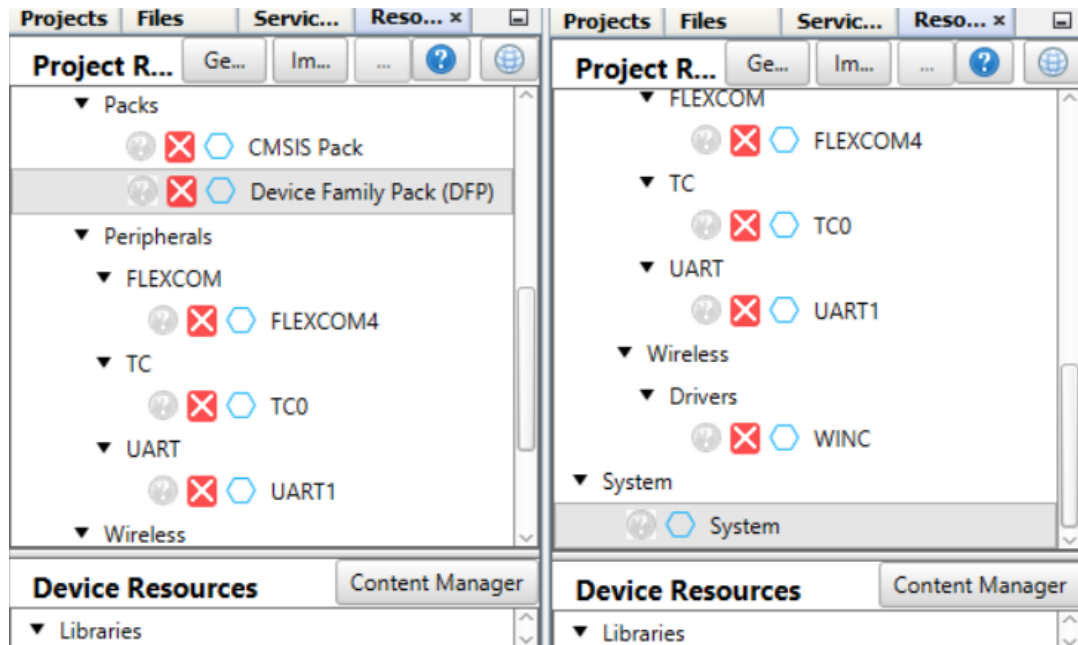 Projects Files Servic... Reso... ×
Project R... Ge... Im... ... ?
▼ Packs
CMSIS Pack
Device Family Pack (DFP)
▼ Peripherals
▼ FLEXCOM
FLEXCOM4
▼ TC
TC0
▼ UART
UART1
▼ Wireless
Device Resources Content Manager
▼ Libraries
Projects Files Servic... Reso... ×
Project R... Ge... Im... ... ?
▼ FLEXCOM
FLEXCOM4
▼ TC
TC0
▼ UART
UART1
▼ Wireless
▼ Drivers
WINC
▼ System
System
Device Resources Content Manager
▼ Libraries